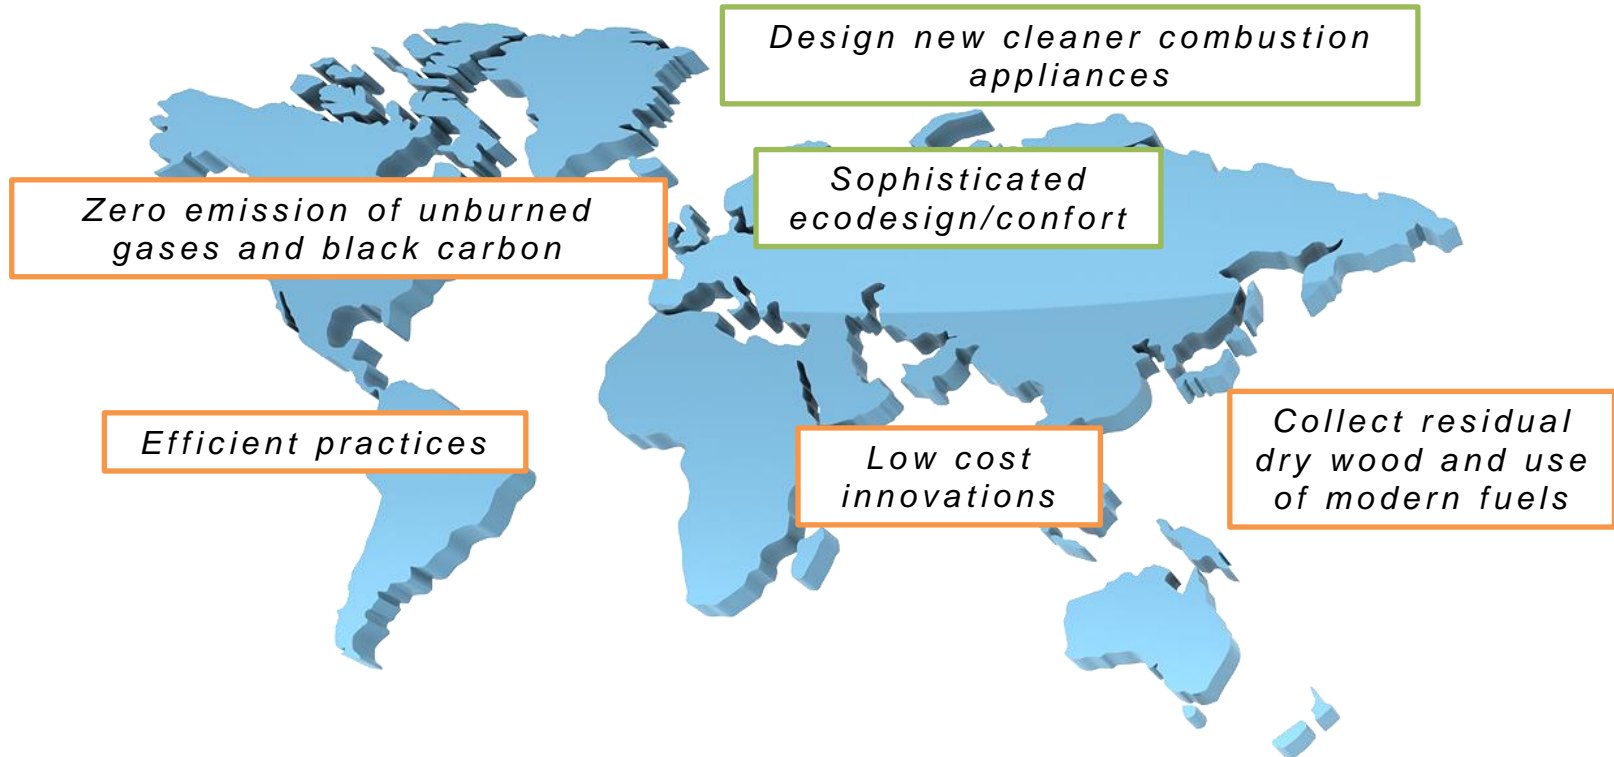 Design new cleaner combustion
appliances
Sophisticated
ecodesign/confort
Zero emission of unburned
gases and black carbon
Efficient practices
Low cost
innovations
Collect residual
dry wood and use
of modern fuels